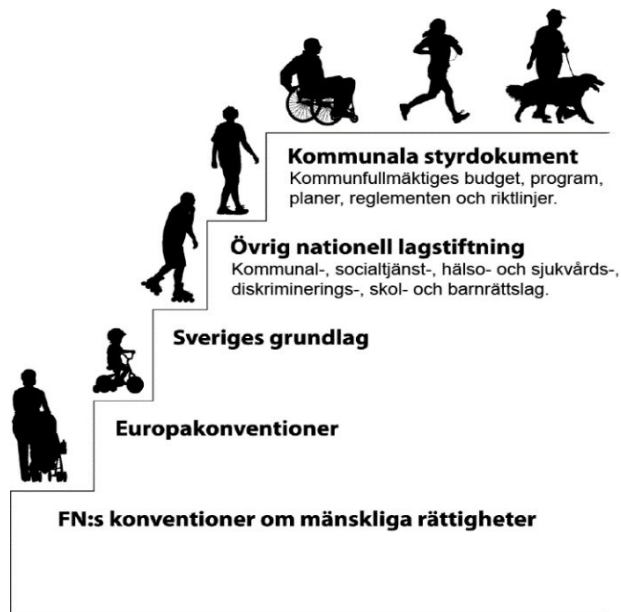 Kommunala styrdokument
Kommunfullmäktiges budget, program,
planer, reglementen och riktlinjer.
Övrig nationell lagstiftning
Kommunal-, socialtjänst-, hälso- och sjukvårds-,
diskriminerings-, skol- och barnrättslag.
Sveriges grundlag
Europakonventioner
FN:s konventioner om mänskliga rättigheter